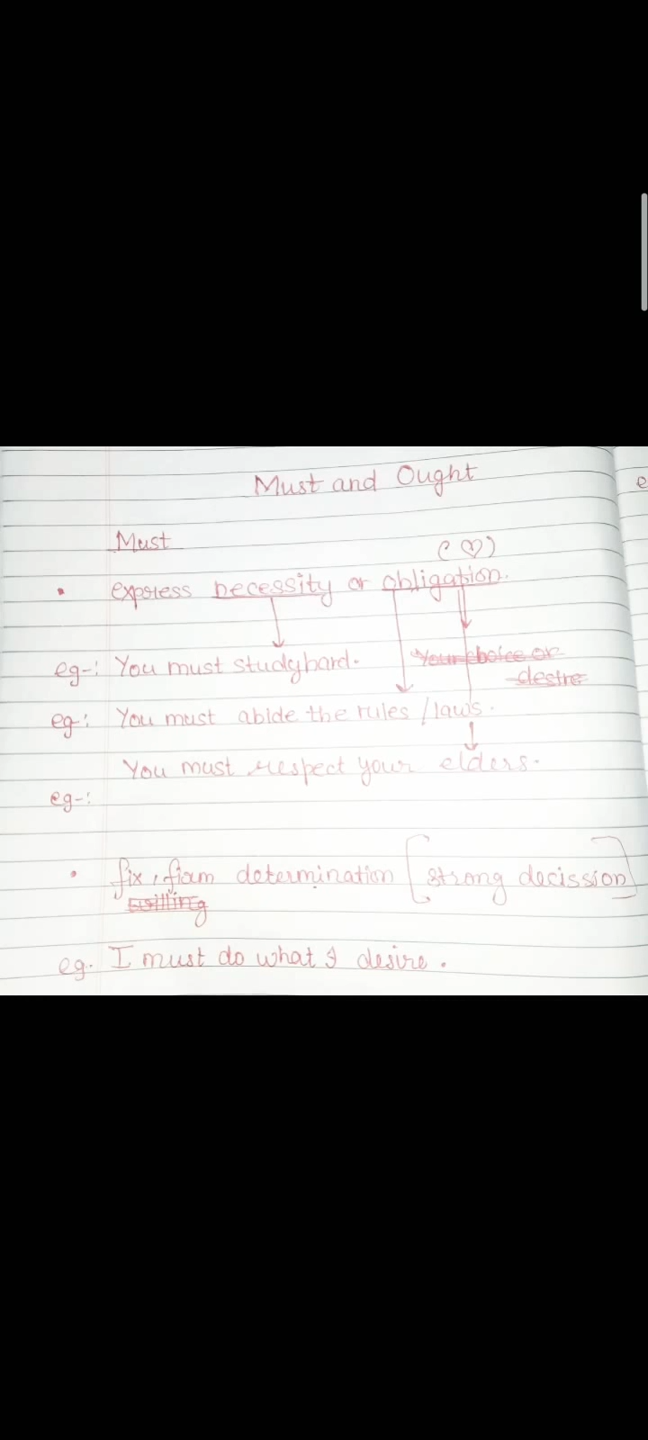 Must and Ought
e
Must
(♡)
• express necessity or obligation.
eg-: You must study hard. Your choice or
desire
eg: You must abide the rules / laws.
You must respect your elders.
eg-:
• fix, firm determination [strong decission]
willing
eg. I must do what I desire.